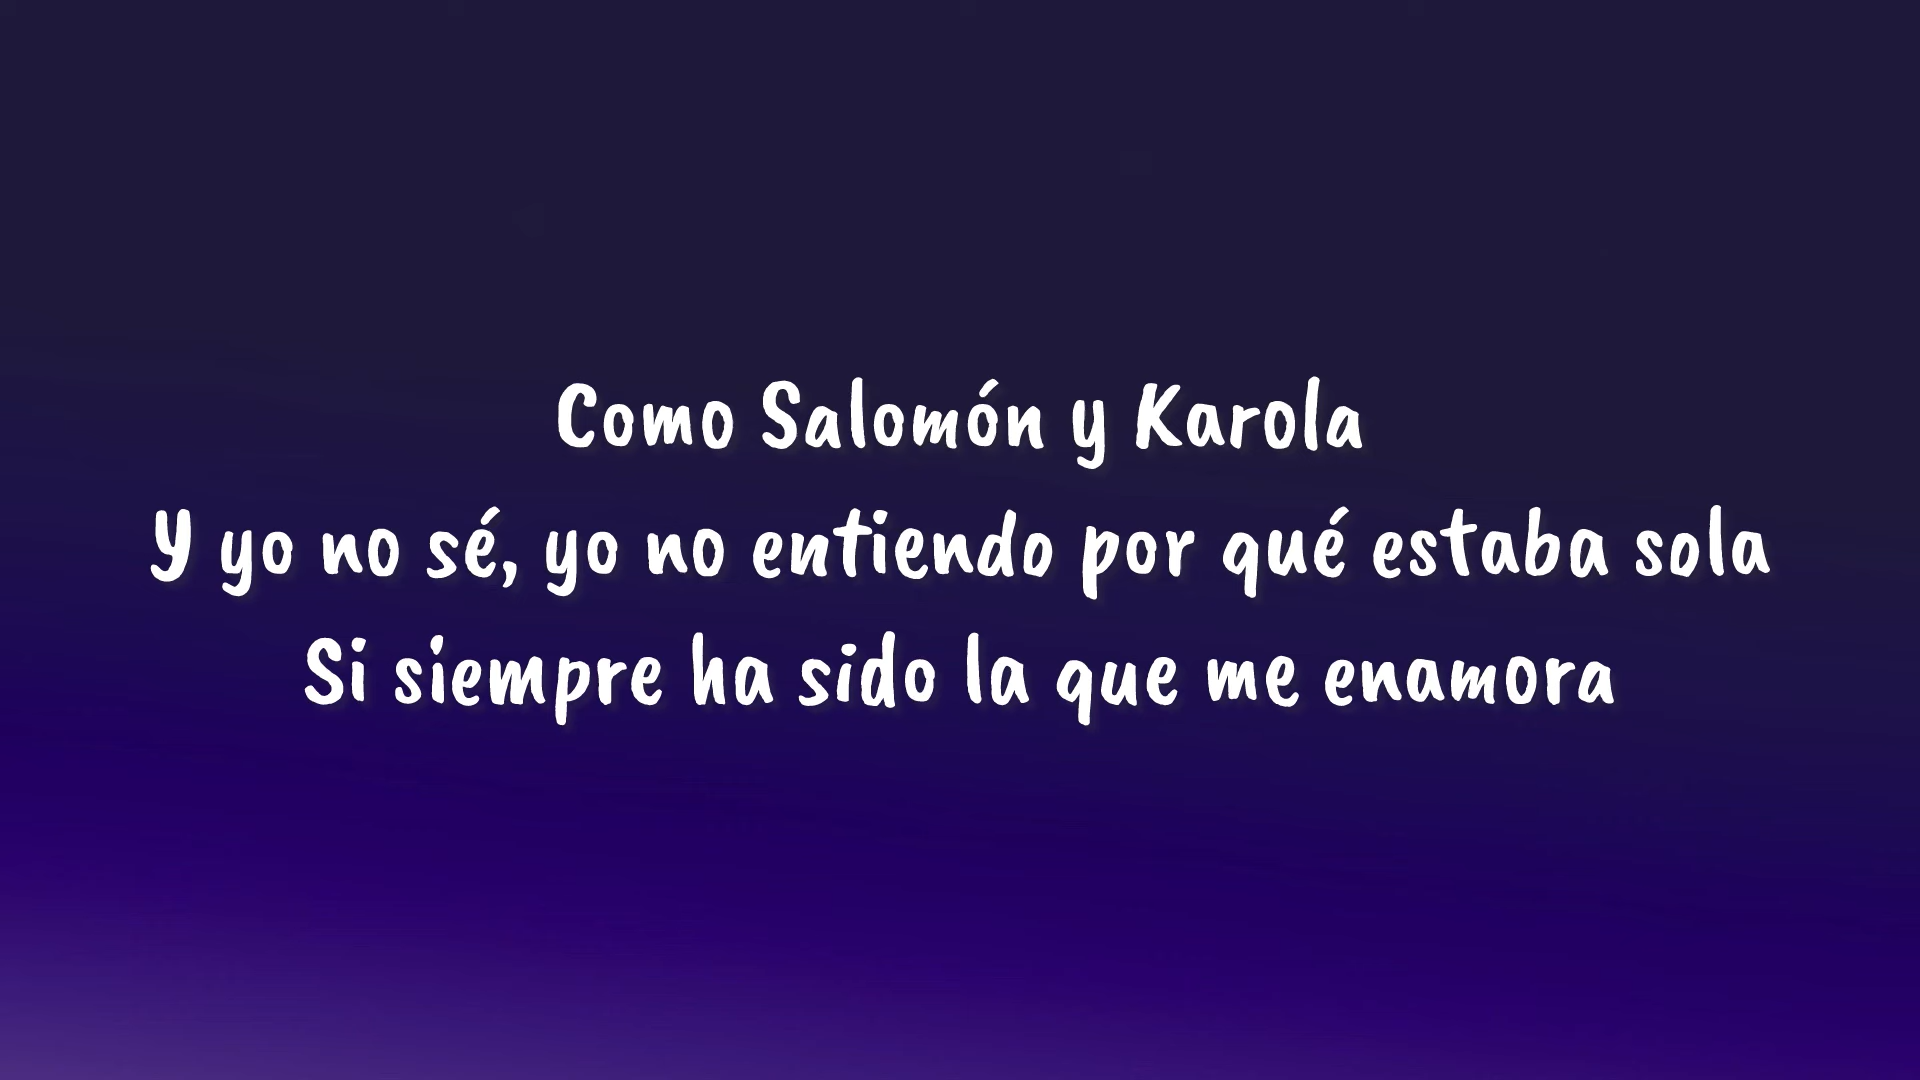 Como Salomón y Karola
Y yo no sé, yo no entiendo por qué estaba sola
Si siempre ha sido la que me enamora